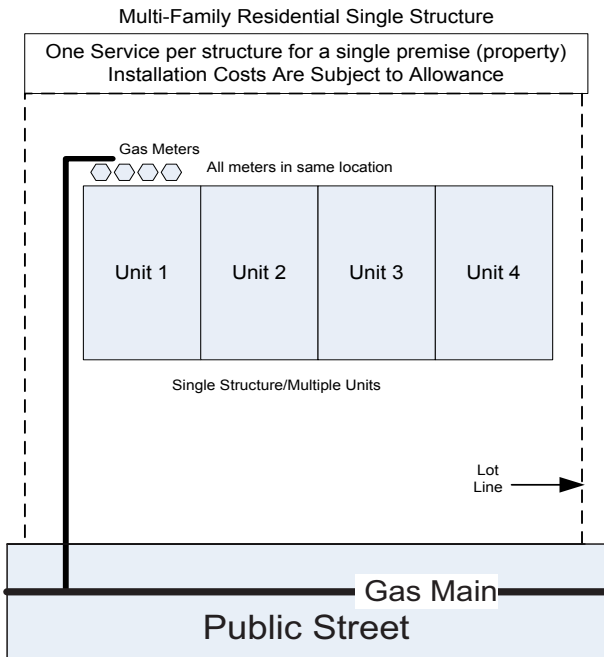 Multi-Family Residential Single Structure
One Service per structure for a single premise (property)
Installation Costs Are Subject to Allowance
Gas Meters
All meters in same location
Unit 1
Unit 2
Unit 3
Unit 4
Single Structure/Multiple Units
Lot
Line
Gas Main
Public Street